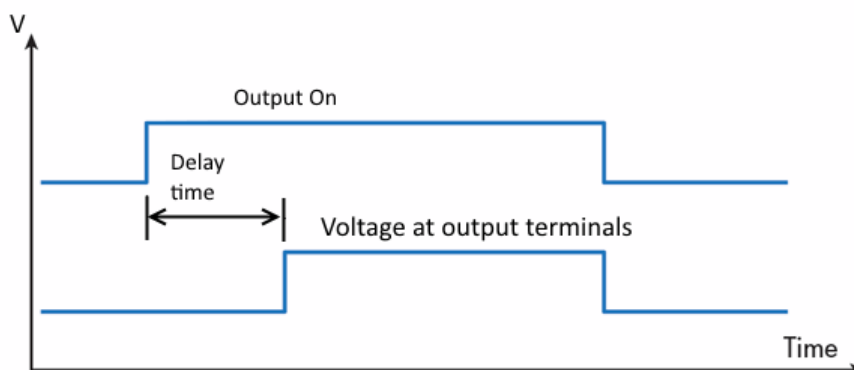 V
Output On
Delay
time
Voltage at output terminals
Time